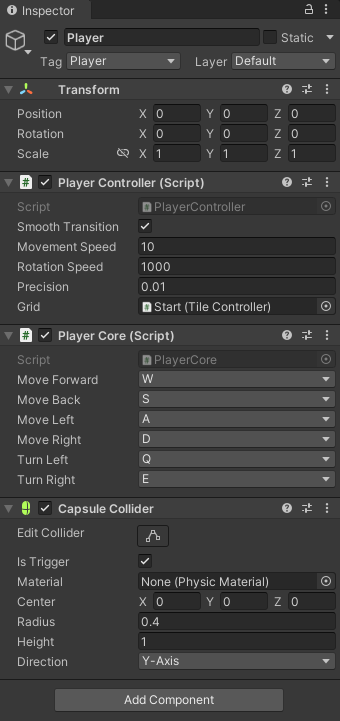 Inspector
Player Static
Tag Player Layer Default
Transform
Position X 0 Y 0 Z 0
Rotation X 0 Y 0 Z 0
Scale X 1 Y 1 Z 1
# Player Controller (Script)
Script # PlayerController
Smooth Transition
Movement Speed 10
Rotation Speed 1000
Precision 0.01
Grid # Start (Tile Controller)
# Player Core (Script)
Script # PlayerCore
Move Forward W
Move Back S
Move Left A
Move Right D
Turn Left Q
Turn Right E
Capsule Collider
Edit Collider
Is Trigger
Material None (Physic Material)
Center X 0 Y 0 Z 0
Radius 0.4
Height 1
Direction Y-Axis
Add Component